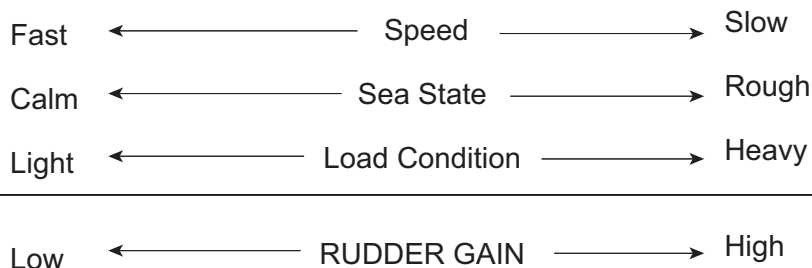 Fast Speed Slow
Calm Sea State Rough
Light Load Condition Heavy
Low RUDDER GAIN High